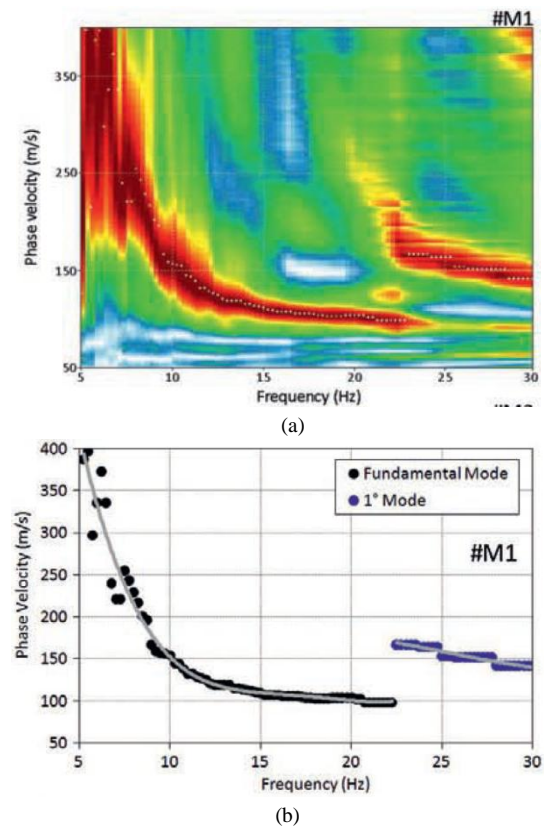 #M1
Phase velocity (m/s)
350
250
150
50
5
10
15
20
25
30
Frequency (Hz)
(a)
Phase Velocity (m/s)
400
350
300
250
200
150
100
50
Fundamental Mode
1° Mode
#M1
5
10
15
20
25
30
Frequency (Hz)
(b)